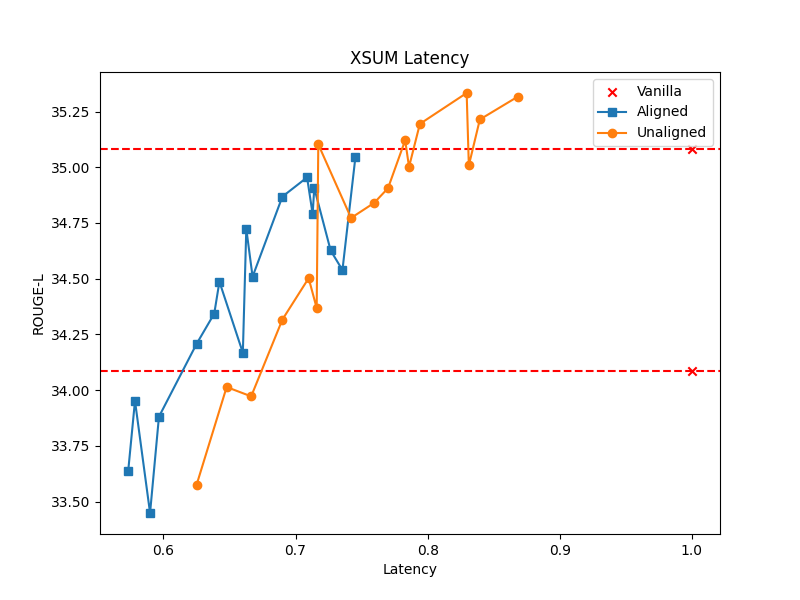 XSUM Latency
Vanilla
Aligned
Unaligned
35.25
35.00
34.75
34.50
34.25
34.00
33.75
33.50
ROUGE-L
0.6 0.7 0.8 0.9 1.0
Latency